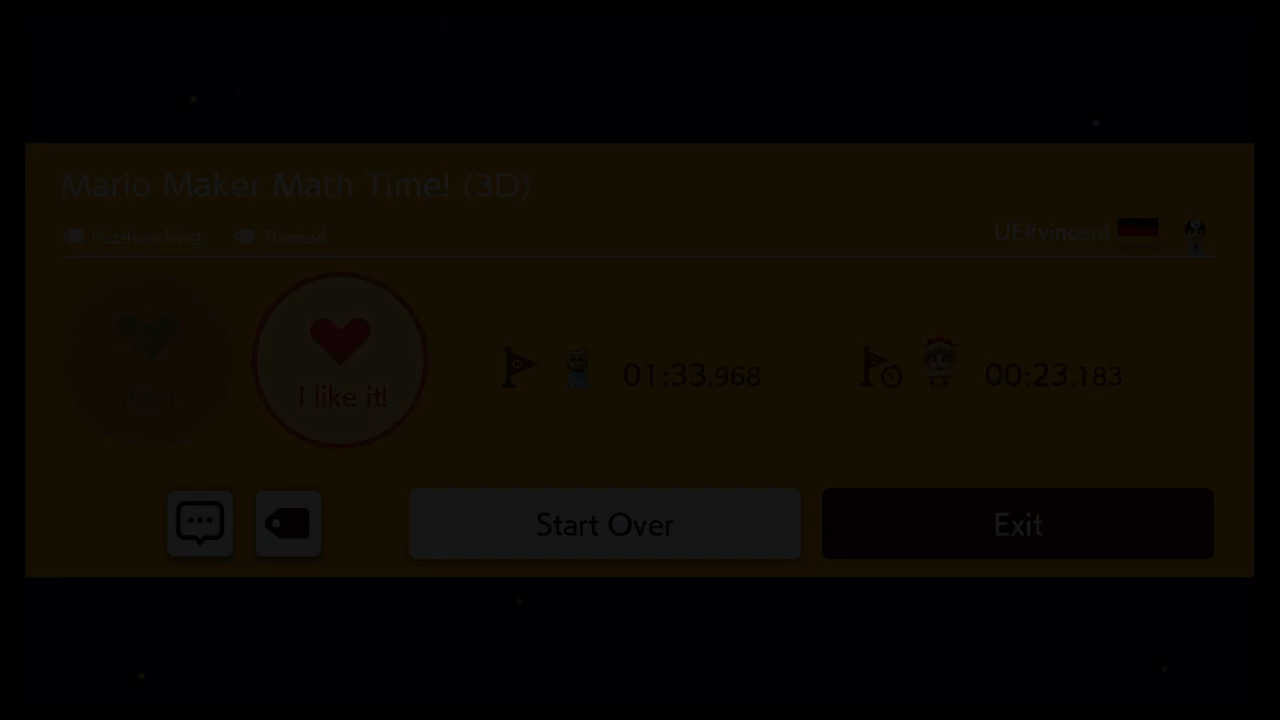 Mario Maker Math Time! (3D)
Puzzle-solving Themed
UE#vincent
I like it!
01:33.968
00:23.183
Start Over
Exit